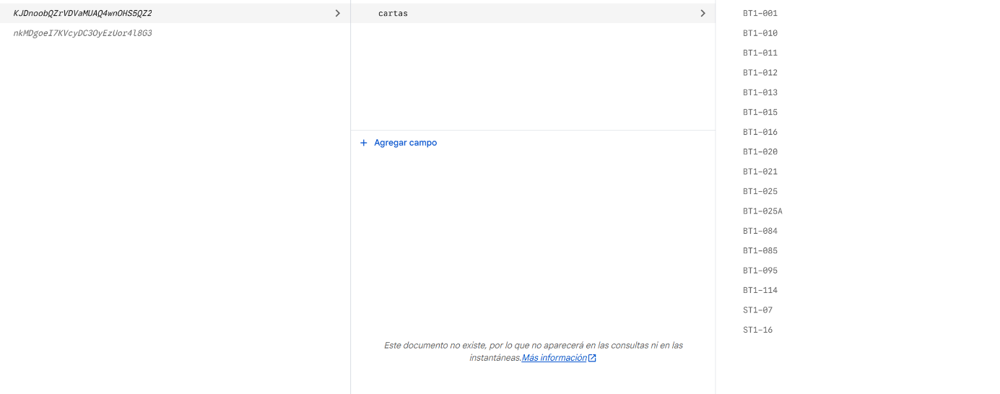 KJDnoobQZrVDVaMUAQ4wnOHS5QZ2
nkMDgoeI7KVcyDC3OyEzUor4l8G3
cartas
Agregar campo
Este documento no existe, por lo que no aparecerá en las consultas ni en las
instantáneas.Más información
BT1-001
BT1-010
BT1-011
BT1-012
BT1-013
BT1-015
BT1-016
BT1-020
BT1-021
BT1-025
BT1-025A
BT1-084
BT1-085
BT1-095
BT1-114
ST1-07
ST1-16